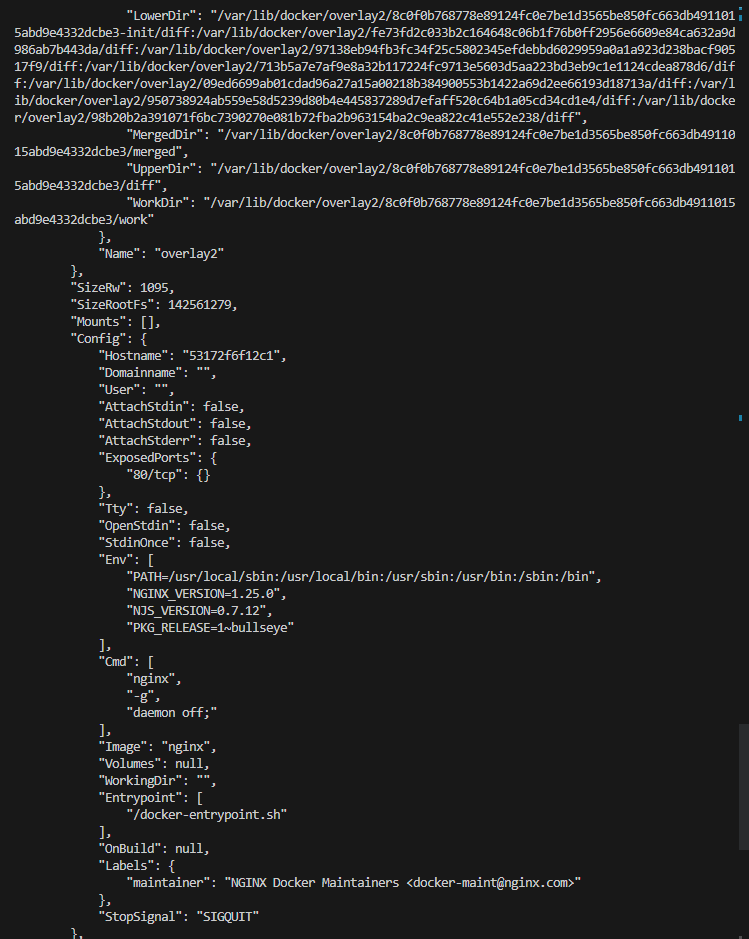 "LowerDir": "/var/lib/docker/overlay2/8c0f0b768778e89124fc0e7be1d3565be850fc663db491101
5abd9e4332dcbe3-init/diff:/var/lib/docker/overlay2/fe73fd2c033b2c164648c06b1f76b0ff2956e6609e84ca632a9d
986ab7b443da/diff:/var/lib/docker/overlay2/97138eb94fb3fc34f25c5802345efdebbd6029959a0a1a923d238bacf905
17f9/diff:/var/lib/docker/overlay2/713b5a7e7af9e8a32b117224fc9713e5603d5aa223bd3eb9c1e1124cdea878d6/dif
f:/var/lib/docker/overlay2/09ed6699ab01cdad96a27a15a00218b384900553b1422a69d2ee66193d18713a/diff:/var/l
ib/docker/overlay2/950738924ab559e58d5239d80b4e445837289d7efaff520c64b1a05cd34cd1e4/diff:/var/lib/docke
r/overlay2/98b20b2a391071f6bc7390270e081b72fba2b963154ba2c9ea822c41e552e238/diff",
"MergedDir": "/var/lib/docker/overlay2/8c0f0b768778e89124fc0e7be1d3565be850fc663db49110
15abd9e4332dcbe3/merged",
"UpperDir": "/var/lib/docker/overlay2/8c0f0b768778e89124fc0e7be1d3565be850fc663db491101
5abd9e4332dcbe3/diff",
"WorkDir": "/var/lib/docker/overlay2/8c0f0b768778e89124fc0e7be1d3565be850fc663db4911015
abd9e4332dcbe3/work"
},
"Name": "overlay2"
},
"SizeRw": 1095,
"SizeRootFs": 142561279,
"Mounts": [],
"Config": {
"Hostname": "53172f6f12c1",
"Domainname": "",
"User": "",
"AttachStdin": false,
"AttachStdout": false,
"AttachStderr": false,
"ExposedPorts": {
"80/tcp": {}
},
"Tty": false,
"OpenStdin": false,
"StdinOnce": false,
"Env": [
"PATH=/usr/local/sbin:/usr/local/bin:/usr/sbin:/usr/bin:/sbin:/bin",
"NGINX_VERSION=1.25.0",
"NJS_VERSION=0.7.12",
"PKG_RELEASE=1~bullseye"
],
"Cmd": [
"nginx",
"-g",
"daemon off;"
],
"Image": "nginx",
"Volumes": null,
"WorkingDir": "",
"Entrypoint": [
"/docker-entrypoint.sh"
],
"OnBuild": null,
"Labels": {
"maintainer": "NGINX Docker Maintainers <docker-maint@nginx.com>"
},
"StopSignal": "SIGQUIT"
},